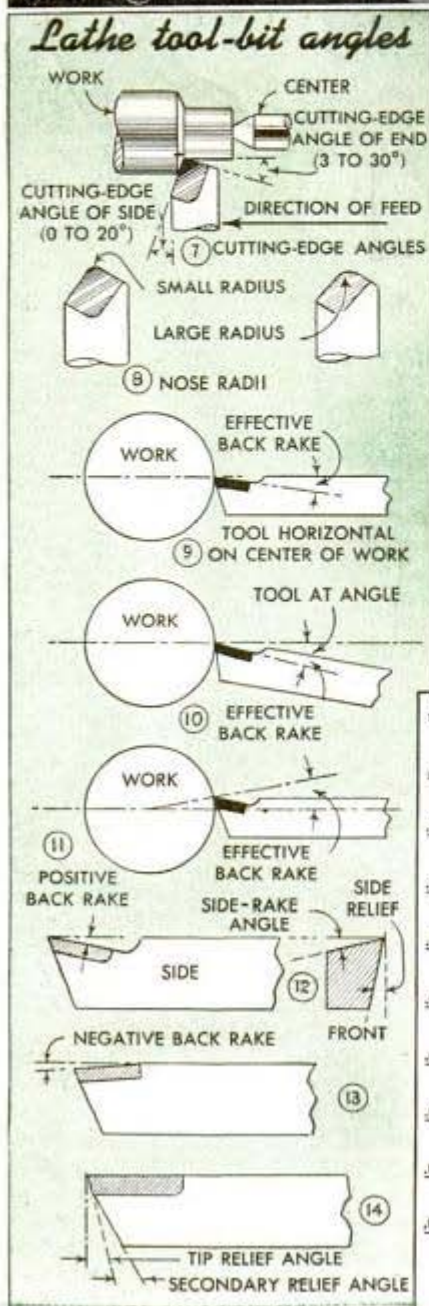 Lathe tool-bit angles
WORK
CENTER
CUTTING-EDGE
ANGLE OF END
(3 TO 30°)
CUTTING-EDGE
ANGLE OF SIDE
(0 TO 20°)
DIRECTION OF FEED
7 CUTTING-EDGE ANGLES
SMALL RADIUS
LARGE RADIUS
8 NOSE RADII
WORK
EFFECTIVE
BACK RAKE
TOOL HORIZONTAL
9 ON CENTER OF WORK
WORK
TOOL AT ANGLE
10 EFFECTIVE
BACK RAKE
WORK
11
EFFECTIVE
BACK RAKE
POSITIVE
BACK RAKE
SIDE-RAKE
ANGLE
SIDE
RELIEF
SIDE
12
FRONT
NEGATIVE BACK RAKE
13
14
TIP RELIEF ANGLE
SECONDARY RELIEF ANGLE